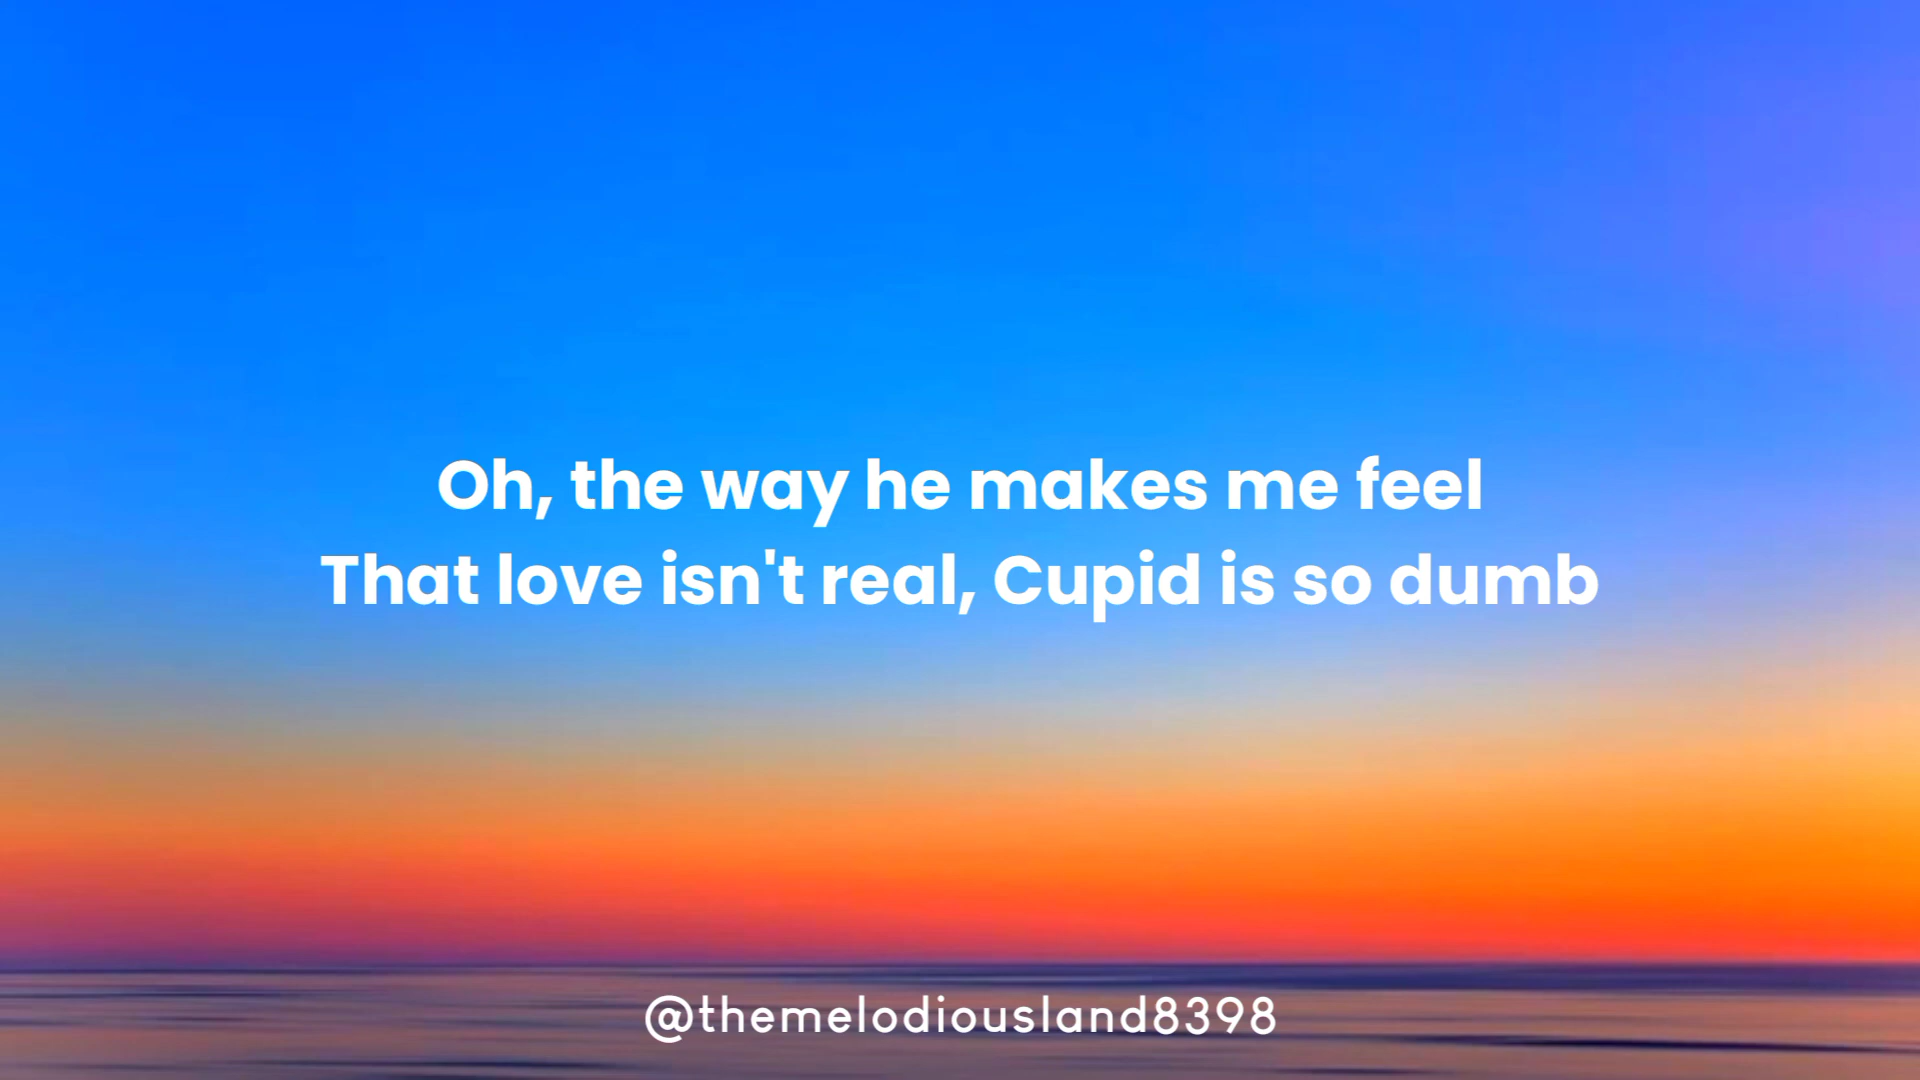 Oh, the way he makes me feel
That love isn't real, Cupid is so dumb
@themelodiousland8398